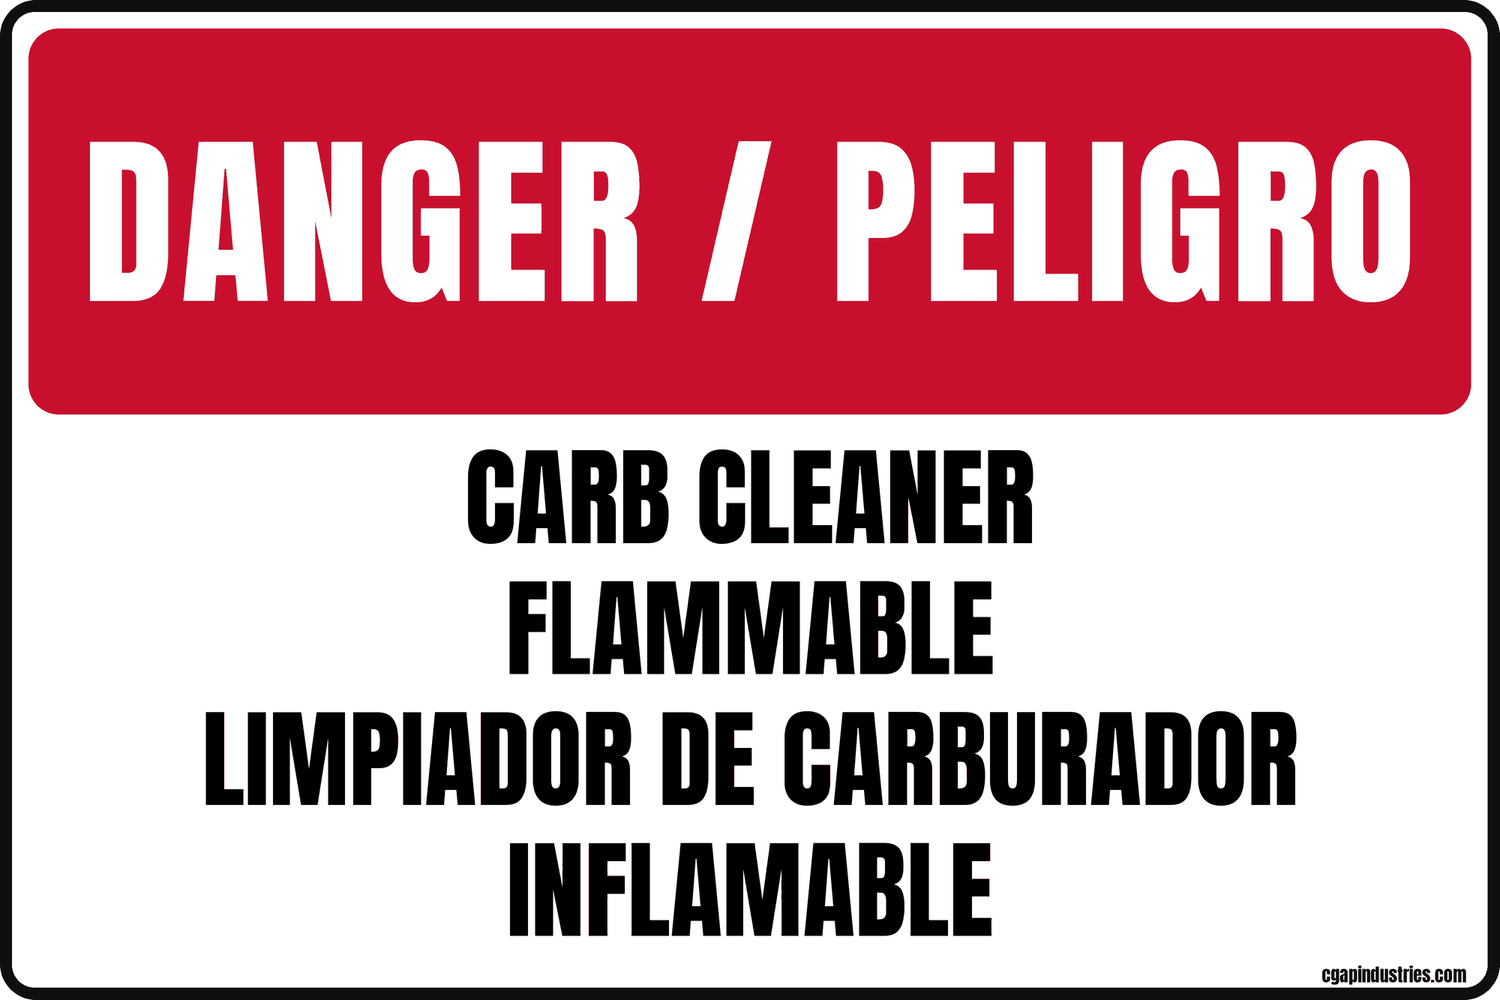 DANGER / PELIGRO
CARB CLEANER
FLAMMABLE
LIMPIADOR DE CARBURADOR
INFLAMABLE
cgapindustries.com